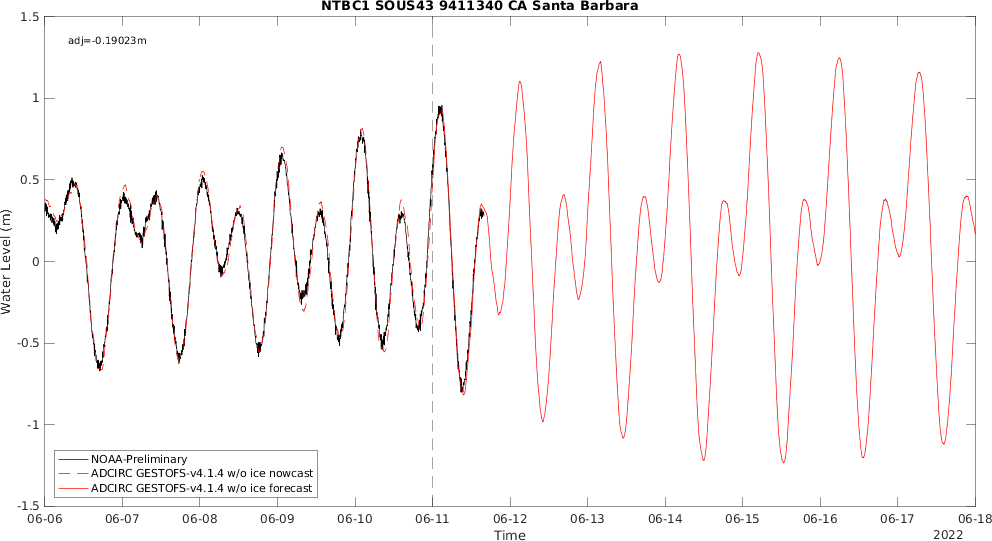 NTBC1 SOUS43 9411340 CA Santa Barbara
adj=-0.19023m
1.5
1
0.5
0
-0.5
-1
-1.5
Water Level (m)
NOAA-Preliminary
ADCIRC GESTOFS-v4.1.4 w/o ice nowcast
ADCIRC GESTOFS-v4.1.4 w/o ice forecast
06-06 06-07 06-08 06-09 06-10 06-11 06-12 06-13 06-14 06-15 06-16 06-17 06-18
Time
2022